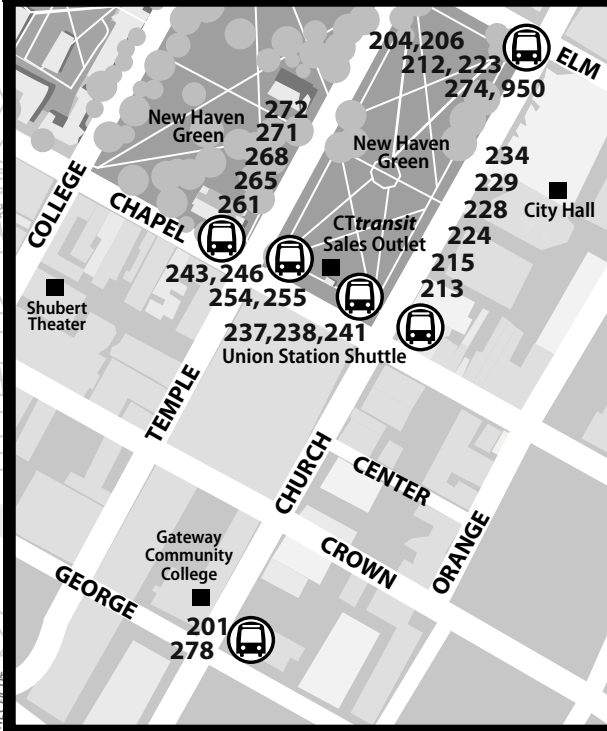 204,206
212, 223
274, 950
ELM
New Haven
Green
272
271
268
265
261
New Haven
Green
234
229
228
224
215
213
City Hall
COLLEGE
CHAPEL
CTtransit
Sales Outlet
243, 246
254, 255
237,238,241
Union Station Shuttle
Shubert
Theater
TEMPLE
CHURCH
CENTER
CROWN
ORANGE
Gateway
Community
College
GEORGE
201
278